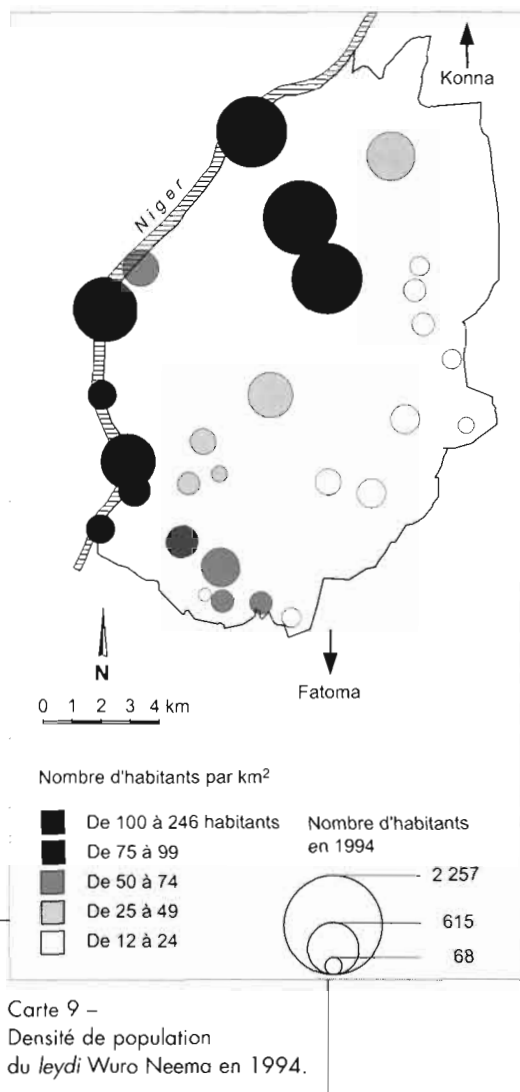 Konna
Niger
N
Fatoma
0 1 2 3 4 km
Nombre d'habitants par km²
De 100 à 246 habitants
De 75 à 99
De 50 à 74
De 25 à 49
De 12 à 24
Nombre d'habitants
en 1994
2 257
615
68
Carte 9 –
Densité de population
du leydi Wuro Neema en 1994.